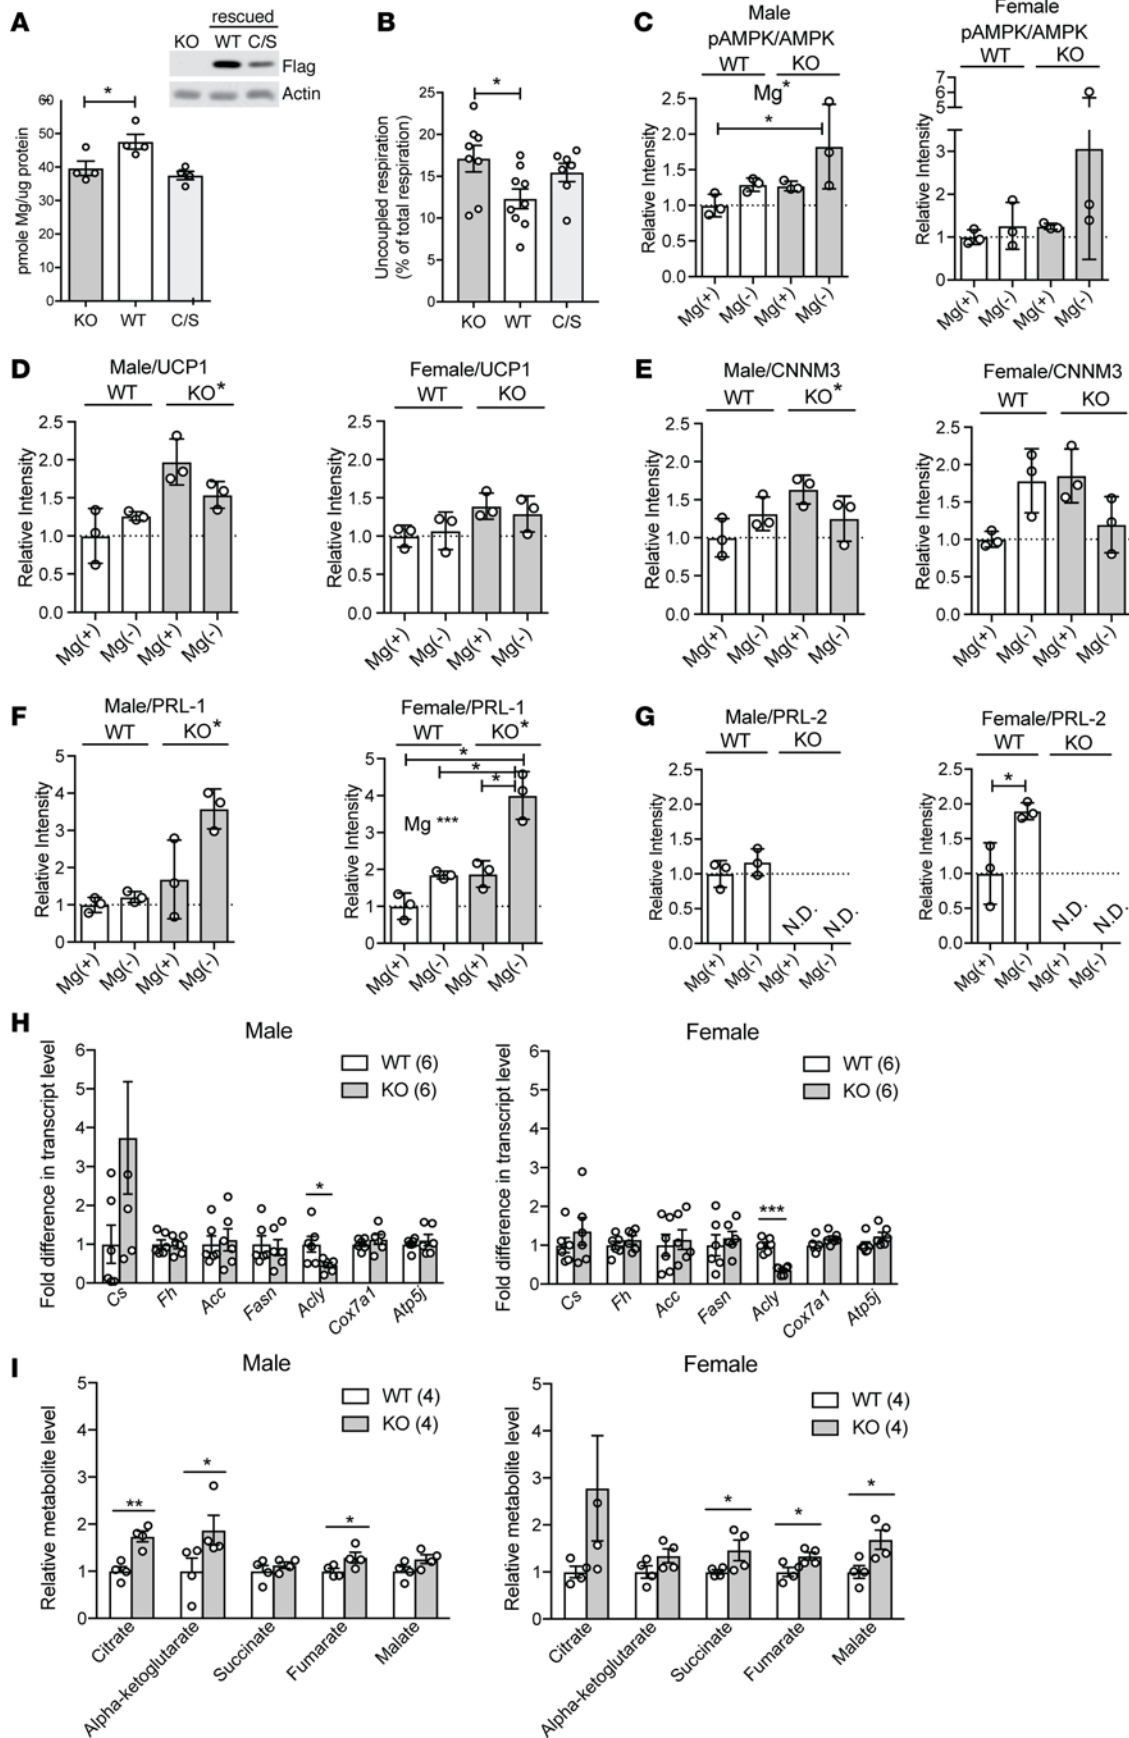 A
rescued
KO WT C/S
Flag
Actin
*
pmole Mg/ug protein
60
50
40
30
20
10
0
KO WT C/S
B
*
Uncoupled respiration
(% of total respiration)
25
20
15
10
5
0
KO WT C/S
C
Male
pAMPK/AMPK
WT KO
Mg*
*
Relative Intensity
2.5
2.0
1.5
1.0
0.5
0.0
Mg(+) Mg(-) Mg(+) Mg(-)
Female
pAMPK/AMPK
WT KO
Relative Intensity
7
6
5
3
2
1
0
Mg(+) Mg(-) Mg(+) Mg(-)
D
Male/UCP1
WT KO*
Relative Intensity
2.5
2.0
1.5
1.0
0.5
0.0
Mg(+) Mg(-) Mg(+) Mg(-)
Female/UCP1
WT KO
Relative Intensity
2.5
2.0
1.5
1.0
0.5
0.0
Mg(+) Mg(-) Mg(+) Mg(-)
E
Male/CNNM3
WT KO*
Relative Intensity
2.5
2.0
1.5
1.0
0.5
0.0
Mg(+) Mg(-) Mg(+) Mg(-)
Female/CNNM3
WT KO
Relative Intensity
2.5
2.0
1.5
1.0
0.5
0.0
Mg(+) Mg(-) Mg(+) Mg(-)
F
Male/PRL-1
WT KO*
Relative Intensity
5
4
3
2
1
0
Mg(+) Mg(-) Mg(+) Mg(-)
Female/PRL-1
WT KO*
*
*
*
Mg ***
Relative Intensity
5
4
3
2
1
0
Mg(+) Mg(-) Mg(+) Mg(-)
G
Male/PRL-2
WT KO
Relative Intensity
2.5
2.0
1.5
1.0
0.5
0.0
N.D. N.D.
Mg(+) Mg(-) Mg(+) Mg(-)
Female/PRL-2
WT KO
*
Relative Intensity
2.5
2.0
1.5
1.0
0.5
0.0
N.D. N.D.
Mg(+) Mg(-) Mg(+) Mg(-)
H
Male
WT (6)
KO (6)
*
Fold difference in transcript level
6
5
4
3
2
1
0
Cs Fh Acc Fasn Acly Cox7a1 Atp5j
Female
WT (6)
KO (6)
***
Fold difference in transcript level
6
5
4
3
2
1
0
Cs Fh Acc Fasn Acly Cox7a1 Atp5j
I
Male
WT (4)
KO (4)
** * *
Relative metabolite level
5
4
3
2
1
0
Citrate Alpha-ketoglutarate Succinate Fumarate Malate
Female
WT (4)
KO (4)
* * *
Relative metabolite level
5
4
3
2
1
0
Citrate Alpha-ketoglutarate Succinate Fumarate Malate